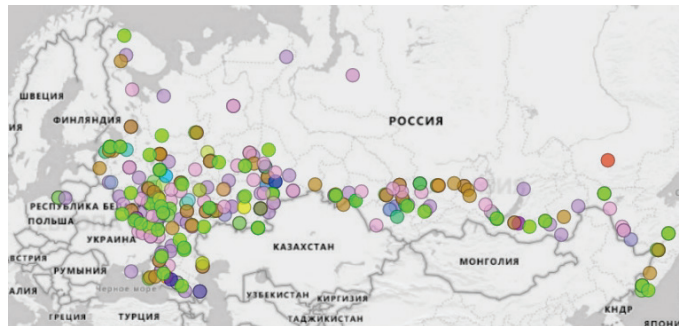 ШВЕЦИЯ
ФИНЛЯНДИЯ
РОССИЯ
РЕСПУБЛИКА БЕ
ПОЛЬША
УКРАИНА
КАЗАХСТАН
МОНГОЛИЯ
РУМЫНИЯ
Черное море
УЗБЕКИСТАН
КИРГИЗИЯ
КНДР
ГРЕЦИЯ
ТУРЦИЯ
ТАДЖИКИСТАН
ЯПОНИ